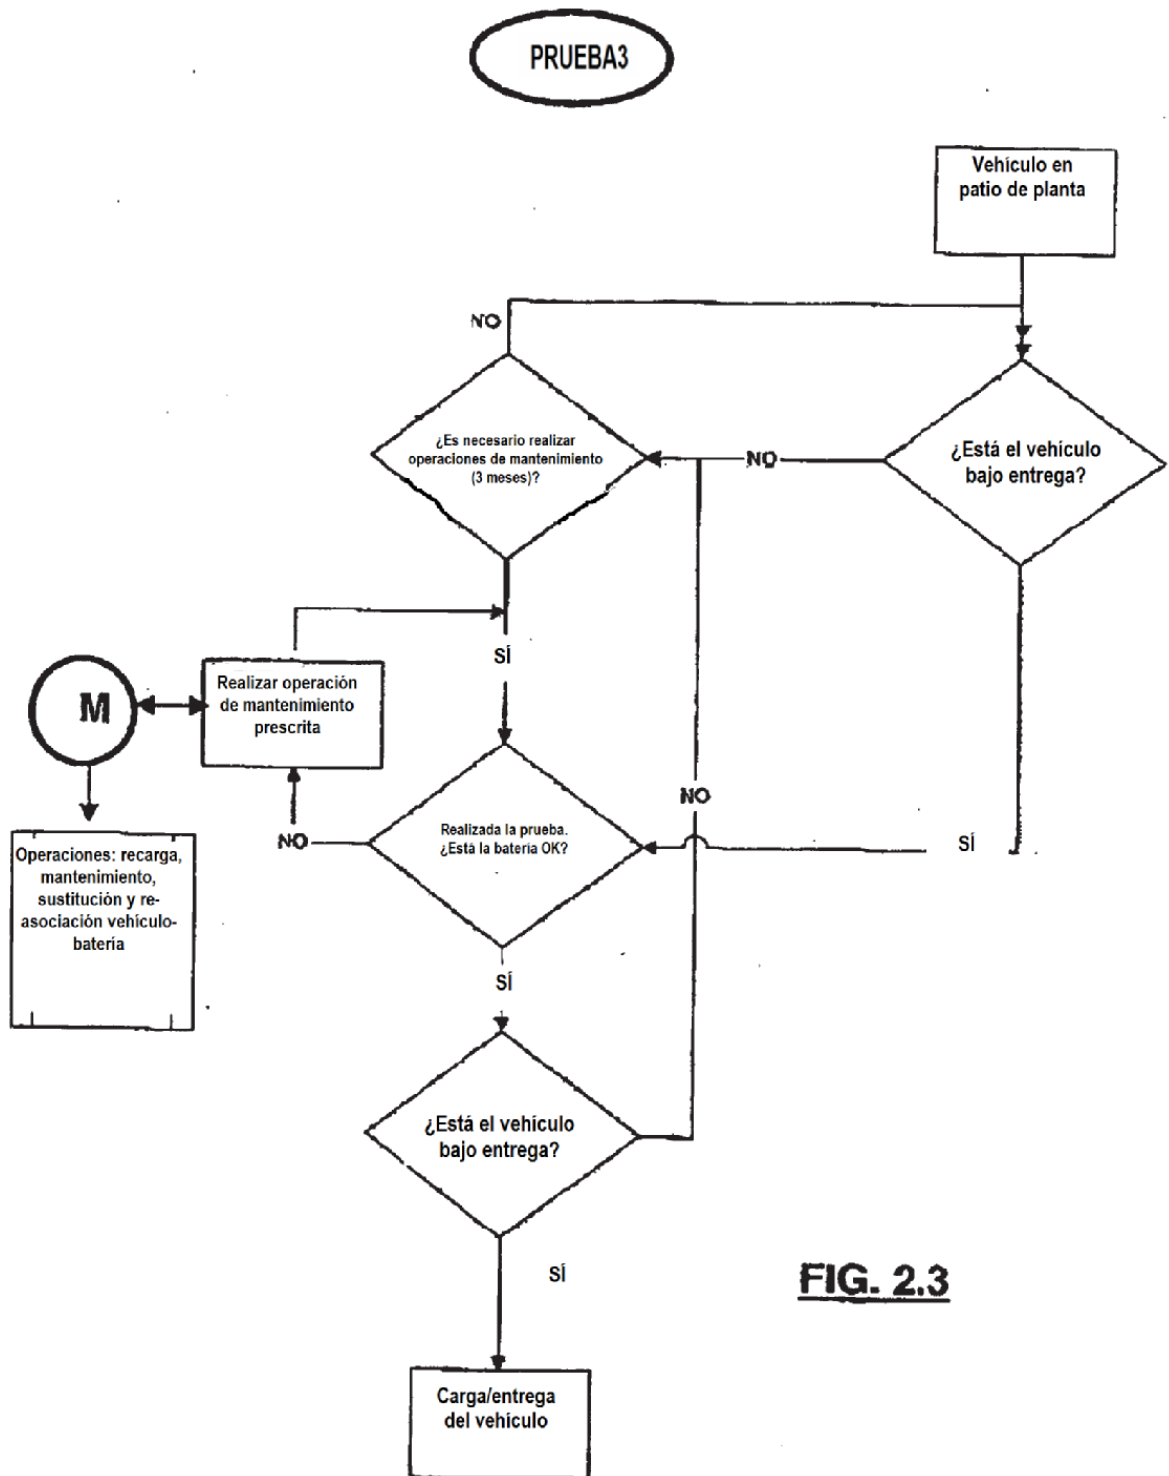 PRUEBA3
Vehículo en
patio de planta
NO
¿Es necesario realizar
operaciones de mantenimiento
(3 meses)?
NO
¿Está el vehículo
bajo entrega?
SÍ
M
Realizar operación
de mantenimiento
prescrita
NO
NO
Realizada la prueba.
¿Está la batería OK?
SÍ
Operaciones: recarga,
mantenimiento,
sustitución y re-
asociación vehículo-
batería
SÍ
¿Está el vehículo
bajo entrega?
SÍ
FIG. 2.3
Carga/entrega
del vehículo